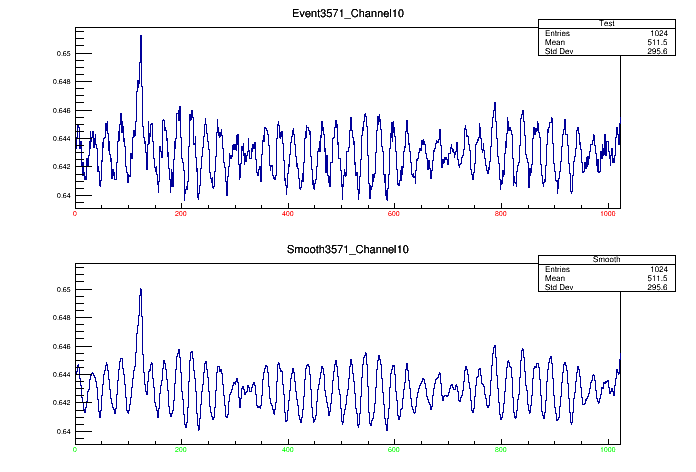 Event3571_Channel10
Test
Entries 1024
Mean 511.5
Std Dev 295.6
0.65
0.648
0.646
0.644
0.642
0.64
0 200 400 600 800 1000
Smooth3571_Channel10
Smooth
Entries 1024
Mean 511.5
Std Dev 295.6
0.65
0.648
0.646
0.644
0.642
0.64
0 200 400 600 800 1000